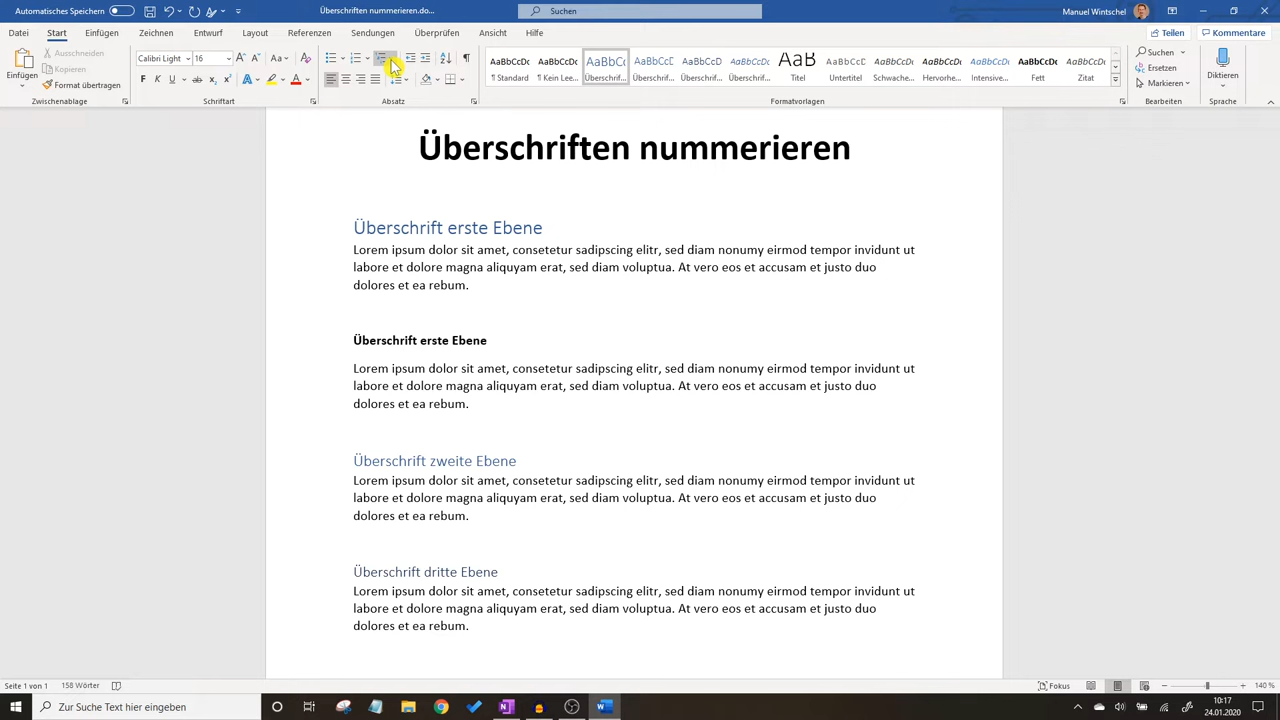 Automatisches Speichern
Überschriften nummerieren.do...
Suchen
Manuel Wintschel
Datei Start Einfügen Zeichnen Entwurf Layout Referenzen Sendungen Überprüfen Ansicht Hilfe
Teilen Kommentare
Einfügen
Ausschneiden
Kopieren
Format übertragen
Zwischenablage
Calibri Light 16
F K U
Schriftart
Absatz
AaBbCcDc AaBbCcDc AaBbCc AaBbCcD AaBbCcD AaBbCcDc AaB AaBbCcD AaBbCcDc AaBbCcDc AaBbCcDc AaBbCcDc AaBbCcDc
¶ Standard ¶ Kein Lee... Überschrif... Überschrif... Überschrif... Überschrif... Titel Untertitel Schwache... Hervorhe... Intensive... Fett Zitat
Formatvorlagen
Suchen
Ersetzen
Markieren
Bearbeiten
Diktieren
Sprache
Überschriften nummerieren
Überschrift erste Ebene
Lorem ipsum dolor sit amet, consetetur sadipscing elitr, sed diam nonumy eirmod tempor invidunt ut
labore et dolore magna aliquyam erat, sed diam voluptua. At vero eos et accusam et justo duo
dolores et ea rebum.
Überschrift erste Ebene
Lorem ipsum dolor sit amet, consetetur sadipscing elitr, sed diam nonumy eirmod tempor invidunt ut
labore et dolore magna aliquyam erat, sed diam voluptua. At vero eos et accusam et justo duo
dolores et ea rebum.
Überschrift zweite Ebene
Lorem ipsum dolor sit amet, consetetur sadipscing elitr, sed diam nonumy eirmod tempor invidunt ut
labore et dolore magna aliquyam erat, sed diam voluptua. At vero eos et accusam et justo duo
dolores et ea rebum.
Überschrift dritte Ebene
Lorem ipsum dolor sit amet, consetetur sadipscing elitr, sed diam nonumy eirmod tempor invidunt ut
labore et dolore magna aliquyam erat, sed diam voluptua. At vero eos et accusam et justo duo
dolores et ea rebum.
Seite 1 von 1 158 Wörter
Fokus
140 %
Zur Suche Text hier eingeben
10:17
24.01.2020